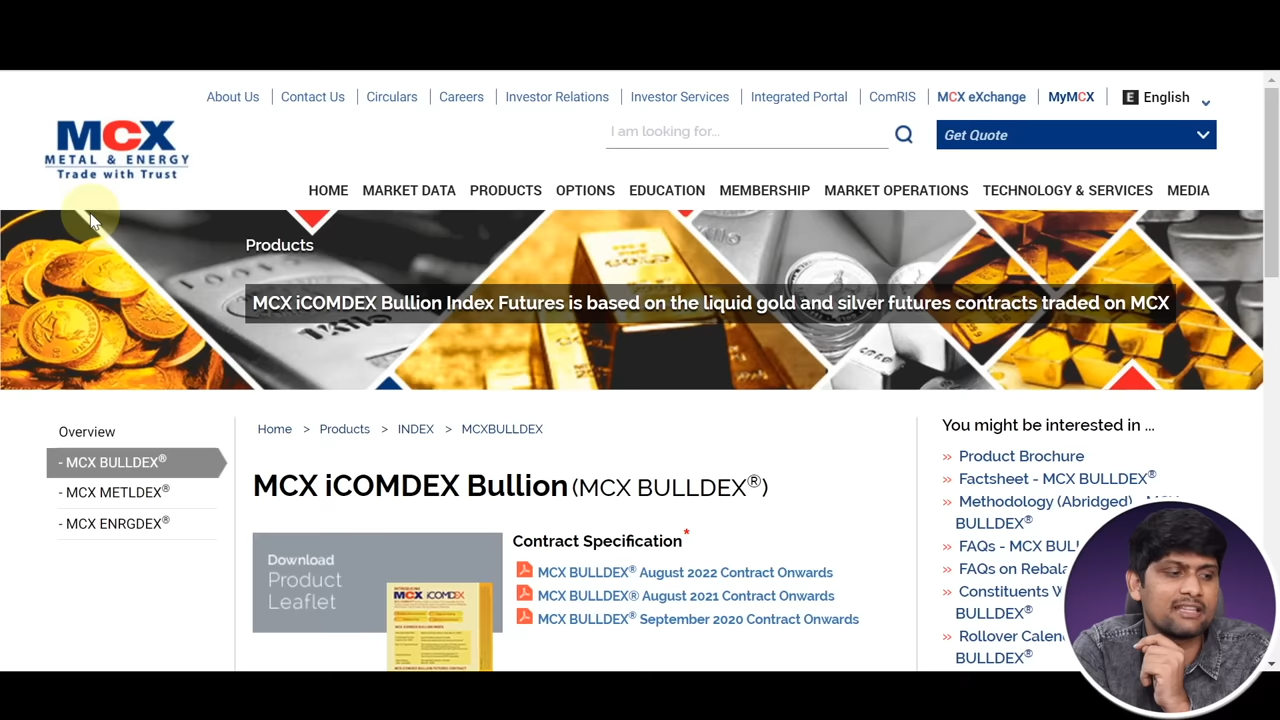 About Us | Contact Us | Circulars | Careers | Investor Relations | Investor Services | Integrated Portal | ComRIS | MCX eXchange | MyMCX | E English
MCX
METAL & ENERGY
Trade with Trust
I am looking for...
Get Quote
HOME MARKET DATA PRODUCTS OPTIONS EDUCATION MEMBERSHIP MARKET OPERATIONS TECHNOLOGY & SERVICES MEDIA
Products
MCX iCOMDEX Bullion Index Futures is based on the liquid gold and silver futures contracts traded on MCX
Overview
- MCX BULLDEX®
- MCX METLDEX®
- MCX ENRGDEX®
Home > Products > INDEX > MCXBULLDEX
MCX iCOMDEX Bullion (MCX BULLDEX®)
Download
Product
Leaflet
MCX iCOMDEX
Contract Specification*
MCX BULLDEX® August 2022 Contract Onwards
MCX BULLDEX® August 2021 Contract Onwards
MCX BULLDEX® September 2020 Contract Onwards
You might be interested in ...
» Product Brochure
» Factsheet - MCX BULLDEX®
» Methodology (Abridged) -
BULLDEX®
» FAQs - MCX
» FAQs on
» Constituents
BULLDEX®
» Rollover
BULLDEX®